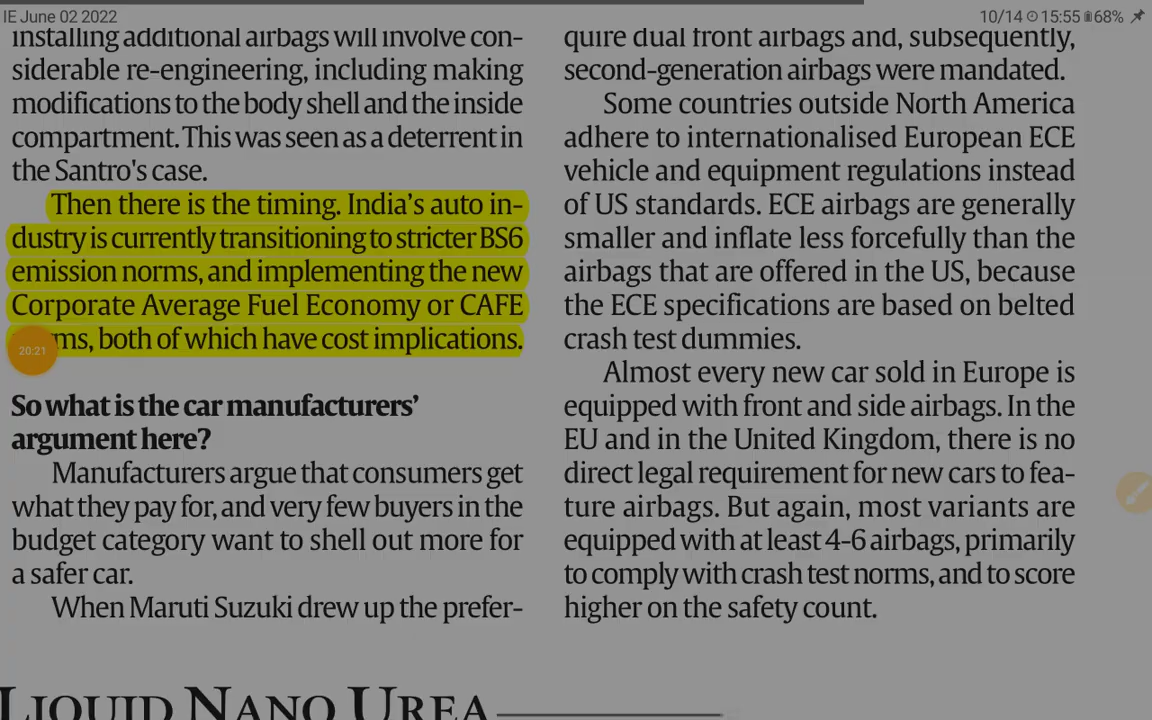 IE June 02 2022
10/14 15:55 68%
installing additional airbags will involve con-
siderable re-engineering, including making
modifications to the body shell and the inside
compartment. This was seen as a deterrent in
the Santro's case.
Then there is the timing. India's auto in-
dustry is currently transitioning to stricter BS6
emission norms, and implementing the new
Corporate Average Fuel Economy or CAFE
ms, both of which have cost implications.
20:21
So what is the car manufacturers'
argument here?
Manufacturers argue that consumers get
what they pay for, and very few buyers in the
budget category want to shell out more for
a safer car.
When Maruti Suzuki drew up the prefer-
quire dual front airbags and, subsequently,
second-generation airbags were mandated.
Some countries outside North America
adhere to internationalised European ECE
vehicle and equipment regulations instead
of US standards. ECE airbags are generally
smaller and inflate less forcefully than the
airbags that are offered in the US, because
the ECE specifications are based on belted
crash test dummies.
Almost every new car sold in Europe is
equipped with front and side airbags. In the
EU and in the United Kingdom, there is no
direct legal requirement for new cars to fea-
ture airbags. But again, most variants are
equipped with at least 4-6 airbags, primarily
to comply with crash test norms, and to score
higher on the safety count.
LIQUID NANO UREA